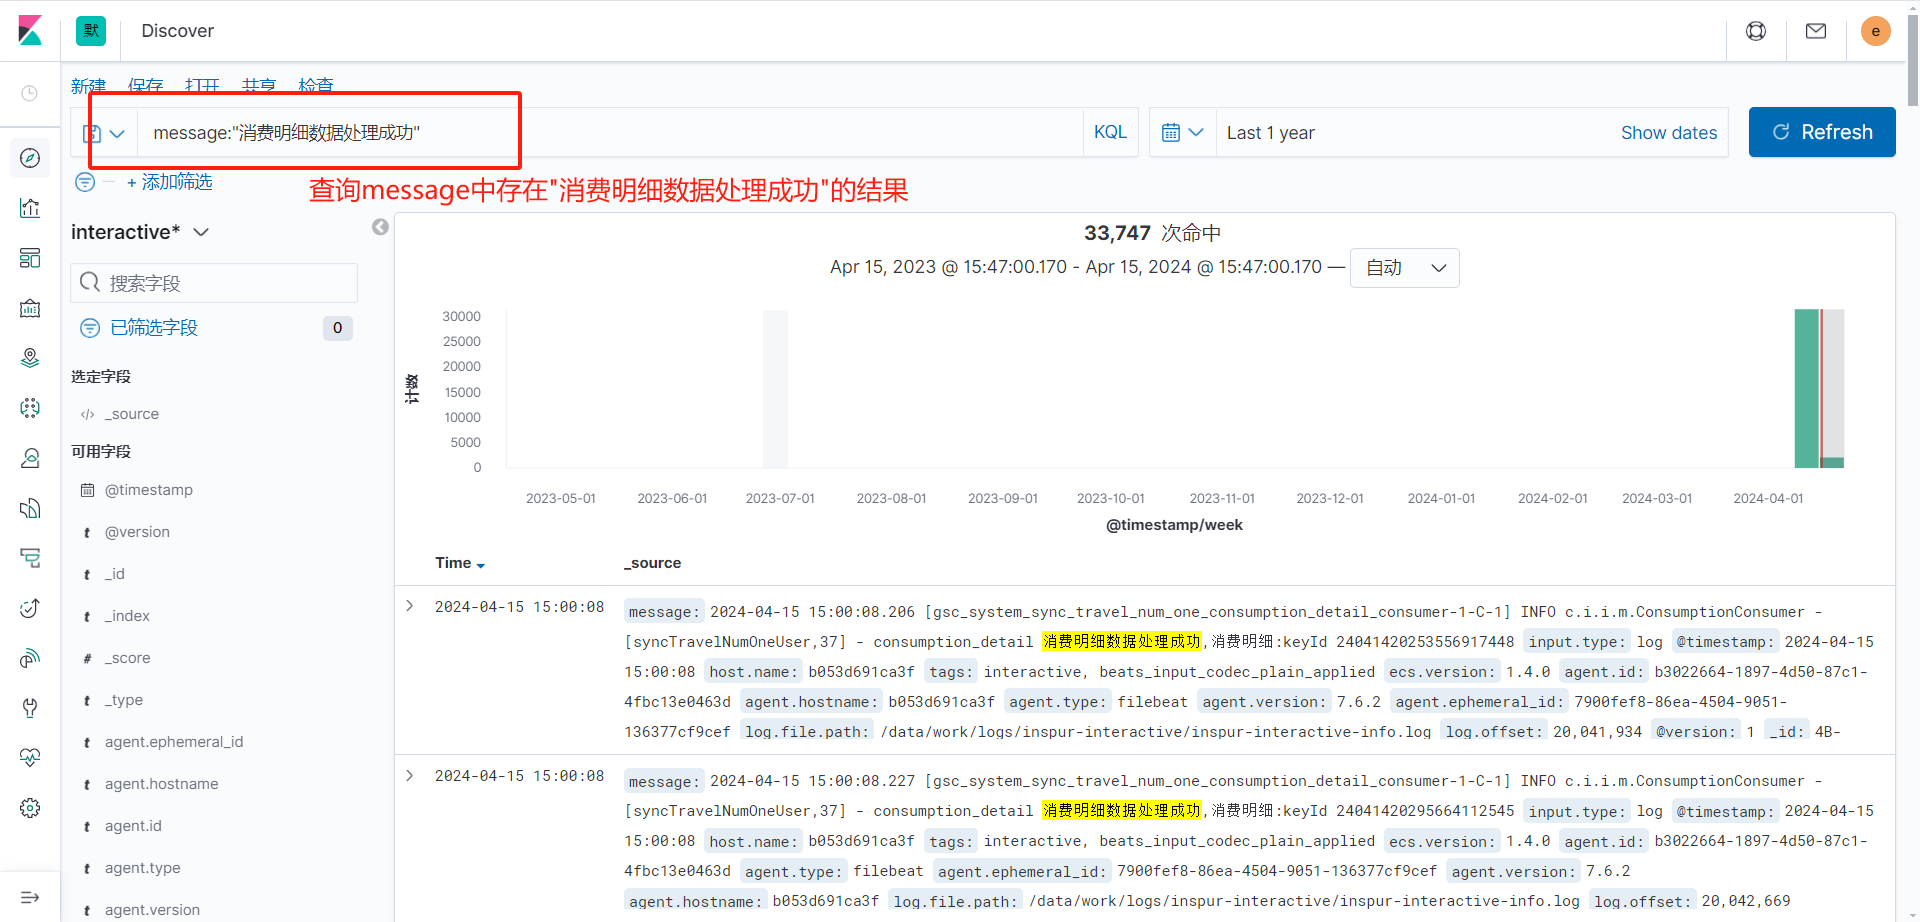 默 Discover e
新建 保存 打开 共享 检查
message:"消费明细数据处理成功" KQL Last 1 year Show dates Refresh
+ 添加筛选
查询message中存在"消费明细数据处理成功"的结果
interactive*
搜索字段
已筛选字段 0
选定字段
_source
可用字段
@timestamp
t @version
t _id
t _index
# _score
t _type
t agent.ephemeral_id
t agent.hostname
t agent.id
t agent.type
t agent.version
33,747 次命中
Apr 15, 2023 @ 15:47:00.170 - Apr 15, 2024 @ 15:47:00.170 — 自动
计数
30000
25000
20000
15000
10000
5000
0
2023-05-01 2023-06-01 2023-07-01 2023-08-01 2023-09-01 2023-10-01 2023-11-01 2023-12-01 2024-01-01 2024-02-01 2024-03-01 2024-04-01
@timestamp/week
Time _source
2024-04-15 15:00:08 message: 2024-04-15 15:00:08.206 [gsc_system_sync_travel_num_one_consumption_detail_consumer-1-C-1] INFO c.i.i.m.ConsumptionConsumer -
[syncTravelNumOneUser,37] - consumption_detail 消费明细数据处理成功,消费明细:keyId 24041420253556917448 input.type: log @timestamp: 2024-04-15
15:00:08 host.name: b053d691ca3f tags: interactive, beats_input_codec_plain_applied ecs.version: 1.4.0 agent.id: b3022664-1897-4d50-87c1-
4fbc13e0463d agent.hostname: b053d691ca3f agent.type: filebeat agent.version: 7.6.2 agent.ephemeral_id: 7900fef8-86ea-4504-9051-
136377cf9cef log.file.path: /data/work/logs/inspur-interactive/inspur-interactive-info.log log.offset: 20,041,934 @version: 1 _id: 4B-
2024-04-15 15:00:08 message: 2024-04-15 15:00:08.227 [gsc_system_sync_travel_num_one_consumption_detail_consumer-1-C-1] INFO c.i.i.m.ConsumptionConsumer -
[syncTravelNumOneUser,37] - consumption_detail 消费明细数据处理成功,消费明细:keyId 24041420295664112545 input.type: log @timestamp: 2024-04-15
15:00:08 host.name: b053d691ca3f tags: interactive, beats_input_codec_plain_applied ecs.version: 1.4.0 agent.id: b3022664-1897-4d50-87c1-
4fbc13e0463d agent.type: filebeat agent.ephemeral_id: 7900fef8-86ea-4504-9051-136377cf9cef agent.version: 7.6.2
agent.hostname: b053d691ca3f log.file.path: /data/work/logs/inspur-interactive/inspur-interactive-info.log log.offset: 20,042,669